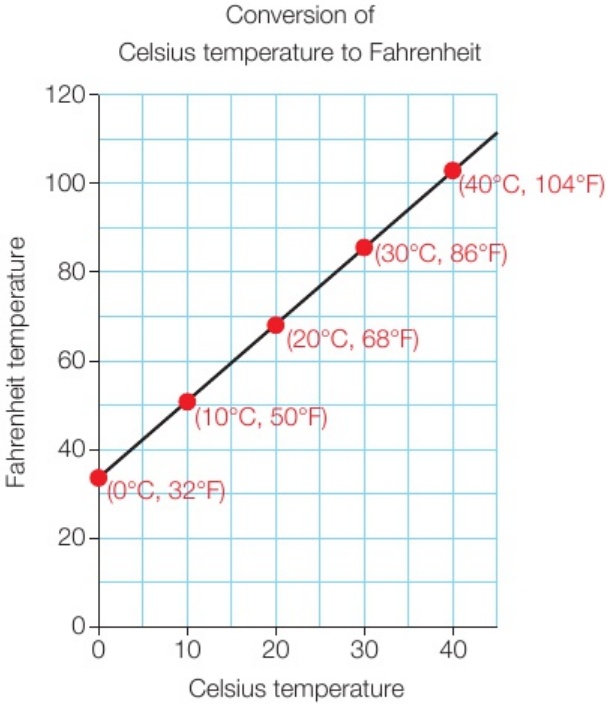 Conversion of
Celsius temperature to Fahrenheit
120
100
80
60
40
20
0
Fahrenheit temperature
(40°C, 104°F)
(30°C, 86°F)
(20°C, 68°F)
(10°C, 50°F)
(0°C, 32°F)
0 10 20 30 40
Celsius temperature